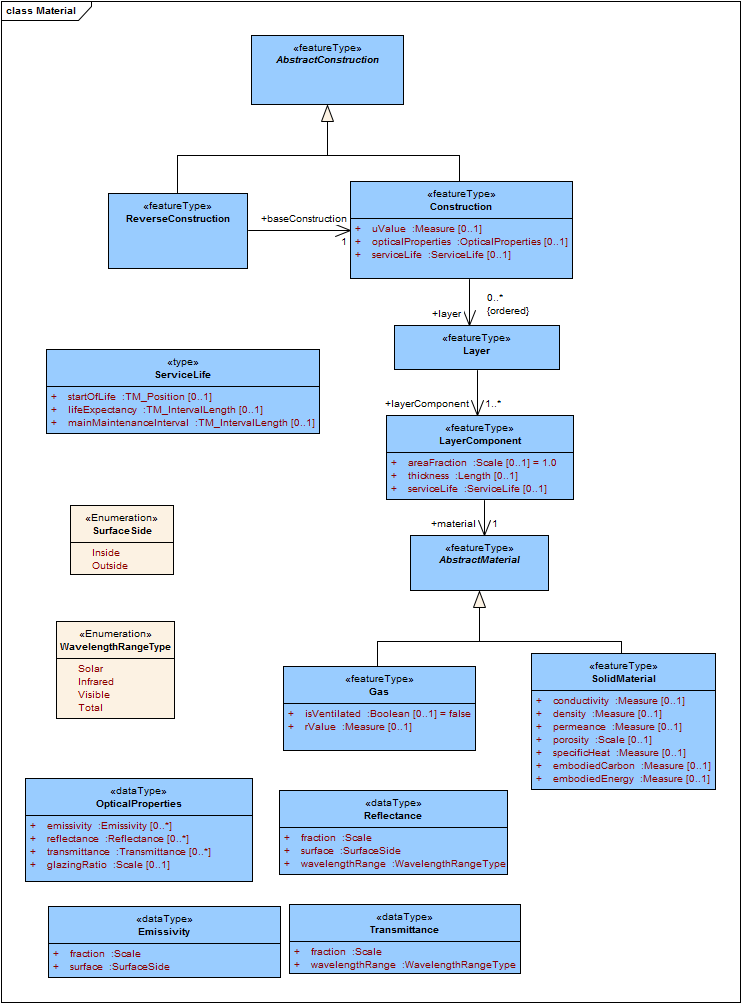 class Material
«featureType»
AbstractConstruction
«featureType»
ReverseConstruction
+baseConstruction
1
«featureType»
Construction
+ uValue :Measure [0..1]
+ opticalProperties :OpticalProperties [0..1]
+ serviceLife :ServiceLife [0..1]
0..*
{ordered}
+layer
«featureType»
Layer
«type»
ServiceLife
+ startOfLife :TM_Position [0..1]
+ lifeExpectancy :TM_IntervalLength [0..1]
+ mainMaintenanceInterval :TM_IntervalLength [0..1]
+layerComponent
1..*
«featureType»
LayerComponent
+ areaFraction :Scale [0..1] = 1.0
+ thickness :Length [0..1]
+ serviceLife :ServiceLife [0..1]
«Enumeration»
SurfaceSide
Inside
Outside
+material
1
«featureType»
AbstractMaterial
«Enumeration»
WavelengthRangeType
Solar
Infrared
Visible
Total
«featureType»
Gas
+ isVentilated :Boolean [0..1] = false
+ rValue :Measure [0..1]
«featureType»
SolidMaterial
+ conductivity :Measure [0..1]
+ density :Measure [0..1]
+ permeance :Measure [0..1]
+ porosity :Scale [0..1]
+ specificHeat :Measure [0..1]
+ embodiedCarbon :Measure [0..1]
+ embodiedEnergy :Measure [0..1]
«dataType»
OpticalProperties
+ emissivity :Emissivity [0..*]
+ reflectance :Reflectance [0..*]
+ transmittance :Transmittance [0..*]
+ glazingRatio :Scale [0..1]
«dataType»
Reflectance
+ fraction :Scale
+ surface :SurfaceSide
+ wavelengthRange :WavelengthRangeType
«dataType»
Emissivity
+ fraction :Scale
+ surface :SurfaceSide
«dataType»
Transmittance
+ fraction :Scale
+ wavelengthRange :WavelengthRangeType